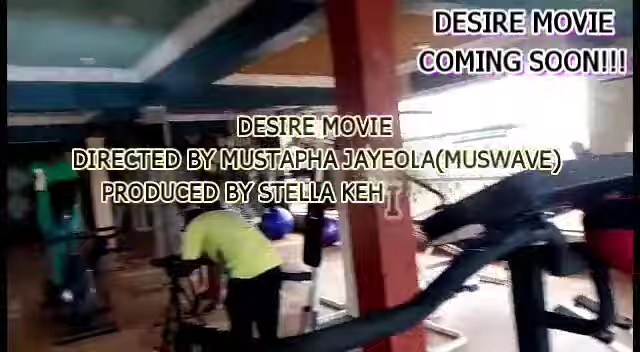 DESIRE MOVIE
COMING SOON!!!
DESIRE MOVIE
DIRECTED BY MUSTAPHA JAYEOLA(MUSWAVE)
PRODUCED BY STELLA KEH I